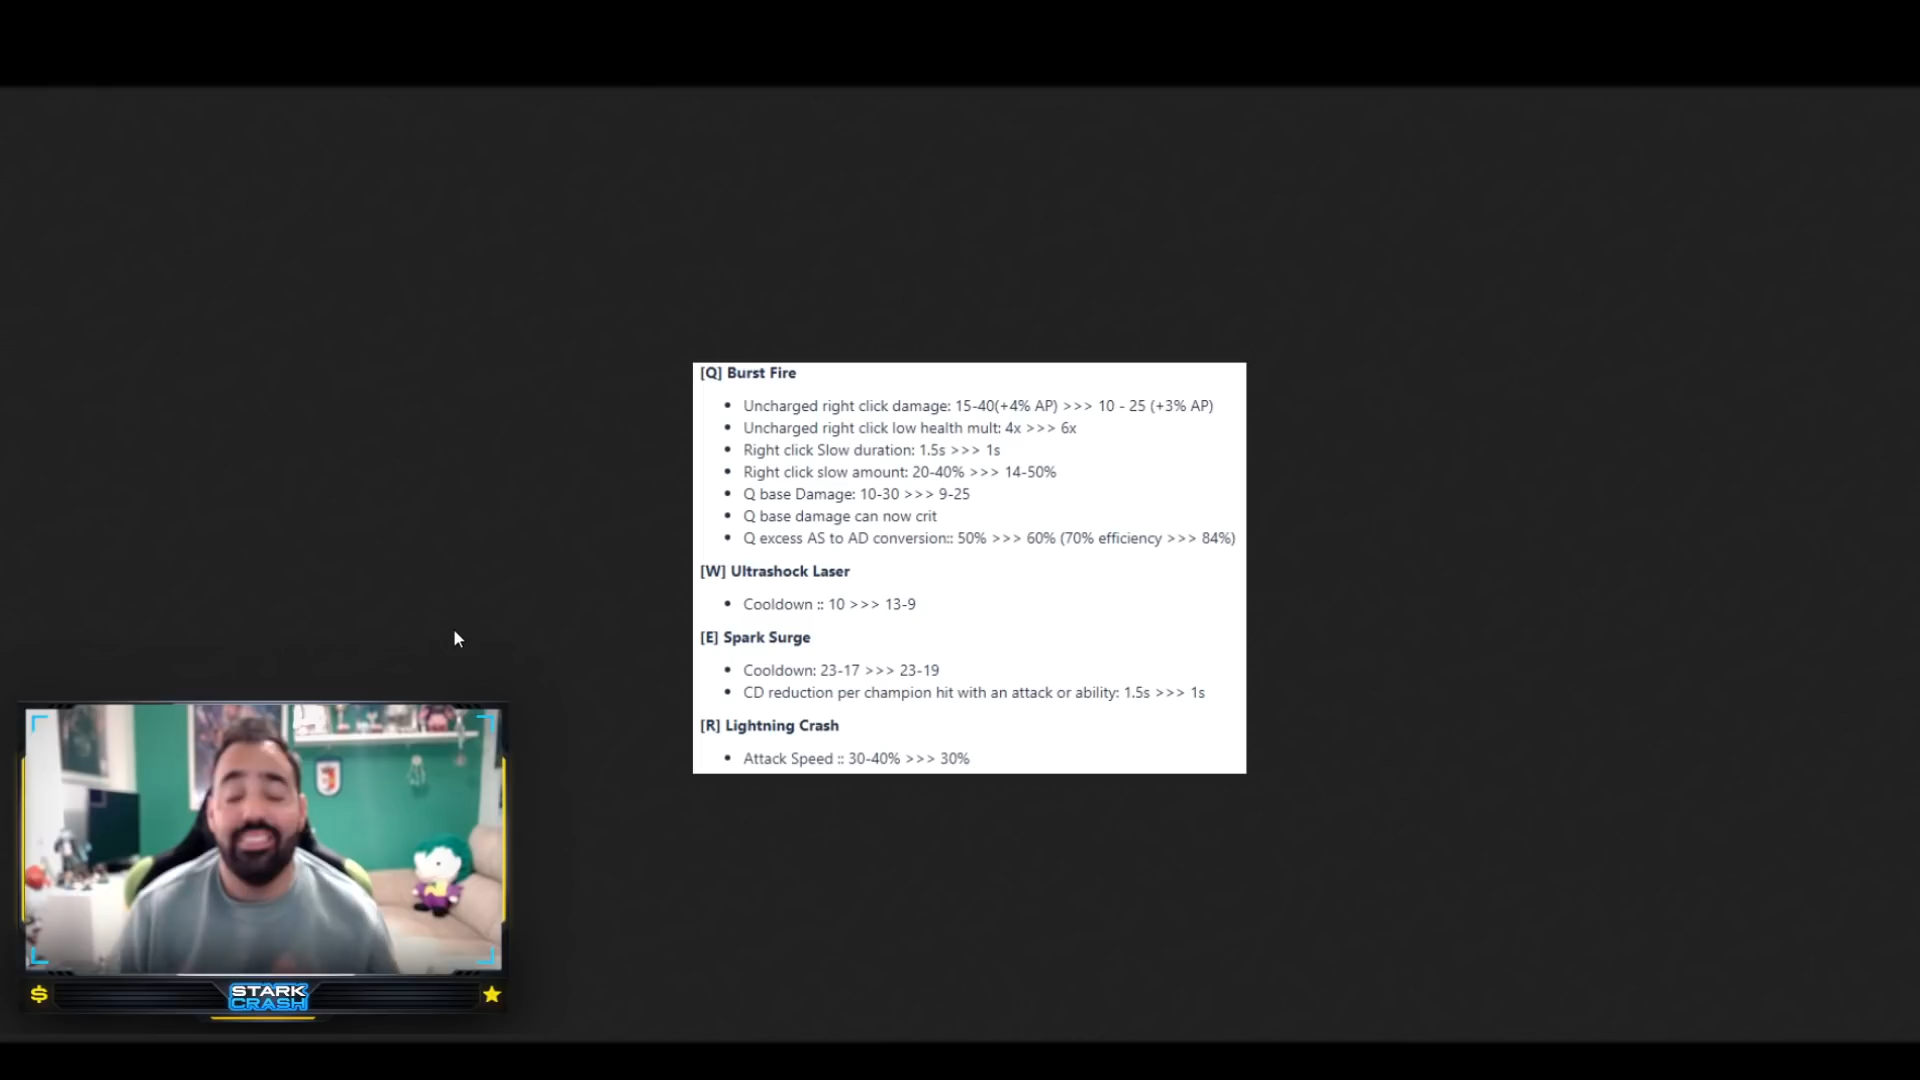 [Q] Burst Fire
Uncharged right click damage: 15-40(+4% AP) >>> 10 - 25 (+3% AP)
Uncharged right click low health mult: 4x >>> 6x
Right click Slow duration: 1.5s >>> 1s
Right click slow amount: 20-40% >>> 14-50%
Q base Damage: 10-30 >>> 9-25
Q base damage can now crit
Q excess AS to AD conversion:: 50% >>> 60% (70% efficiency >>> 84%)
[W] Ultrashock Laser
Cooldown :: 10 >>> 13-9
[E] Spark Surge
Cooldown: 23-17 >>> 23-19
CD reduction per champion hit with an attack or ability: 1.5s >>> 1s
[R] Lightning Crash
Attack Speed :: 30-40% >>> 30%
$
STARK
CRASH